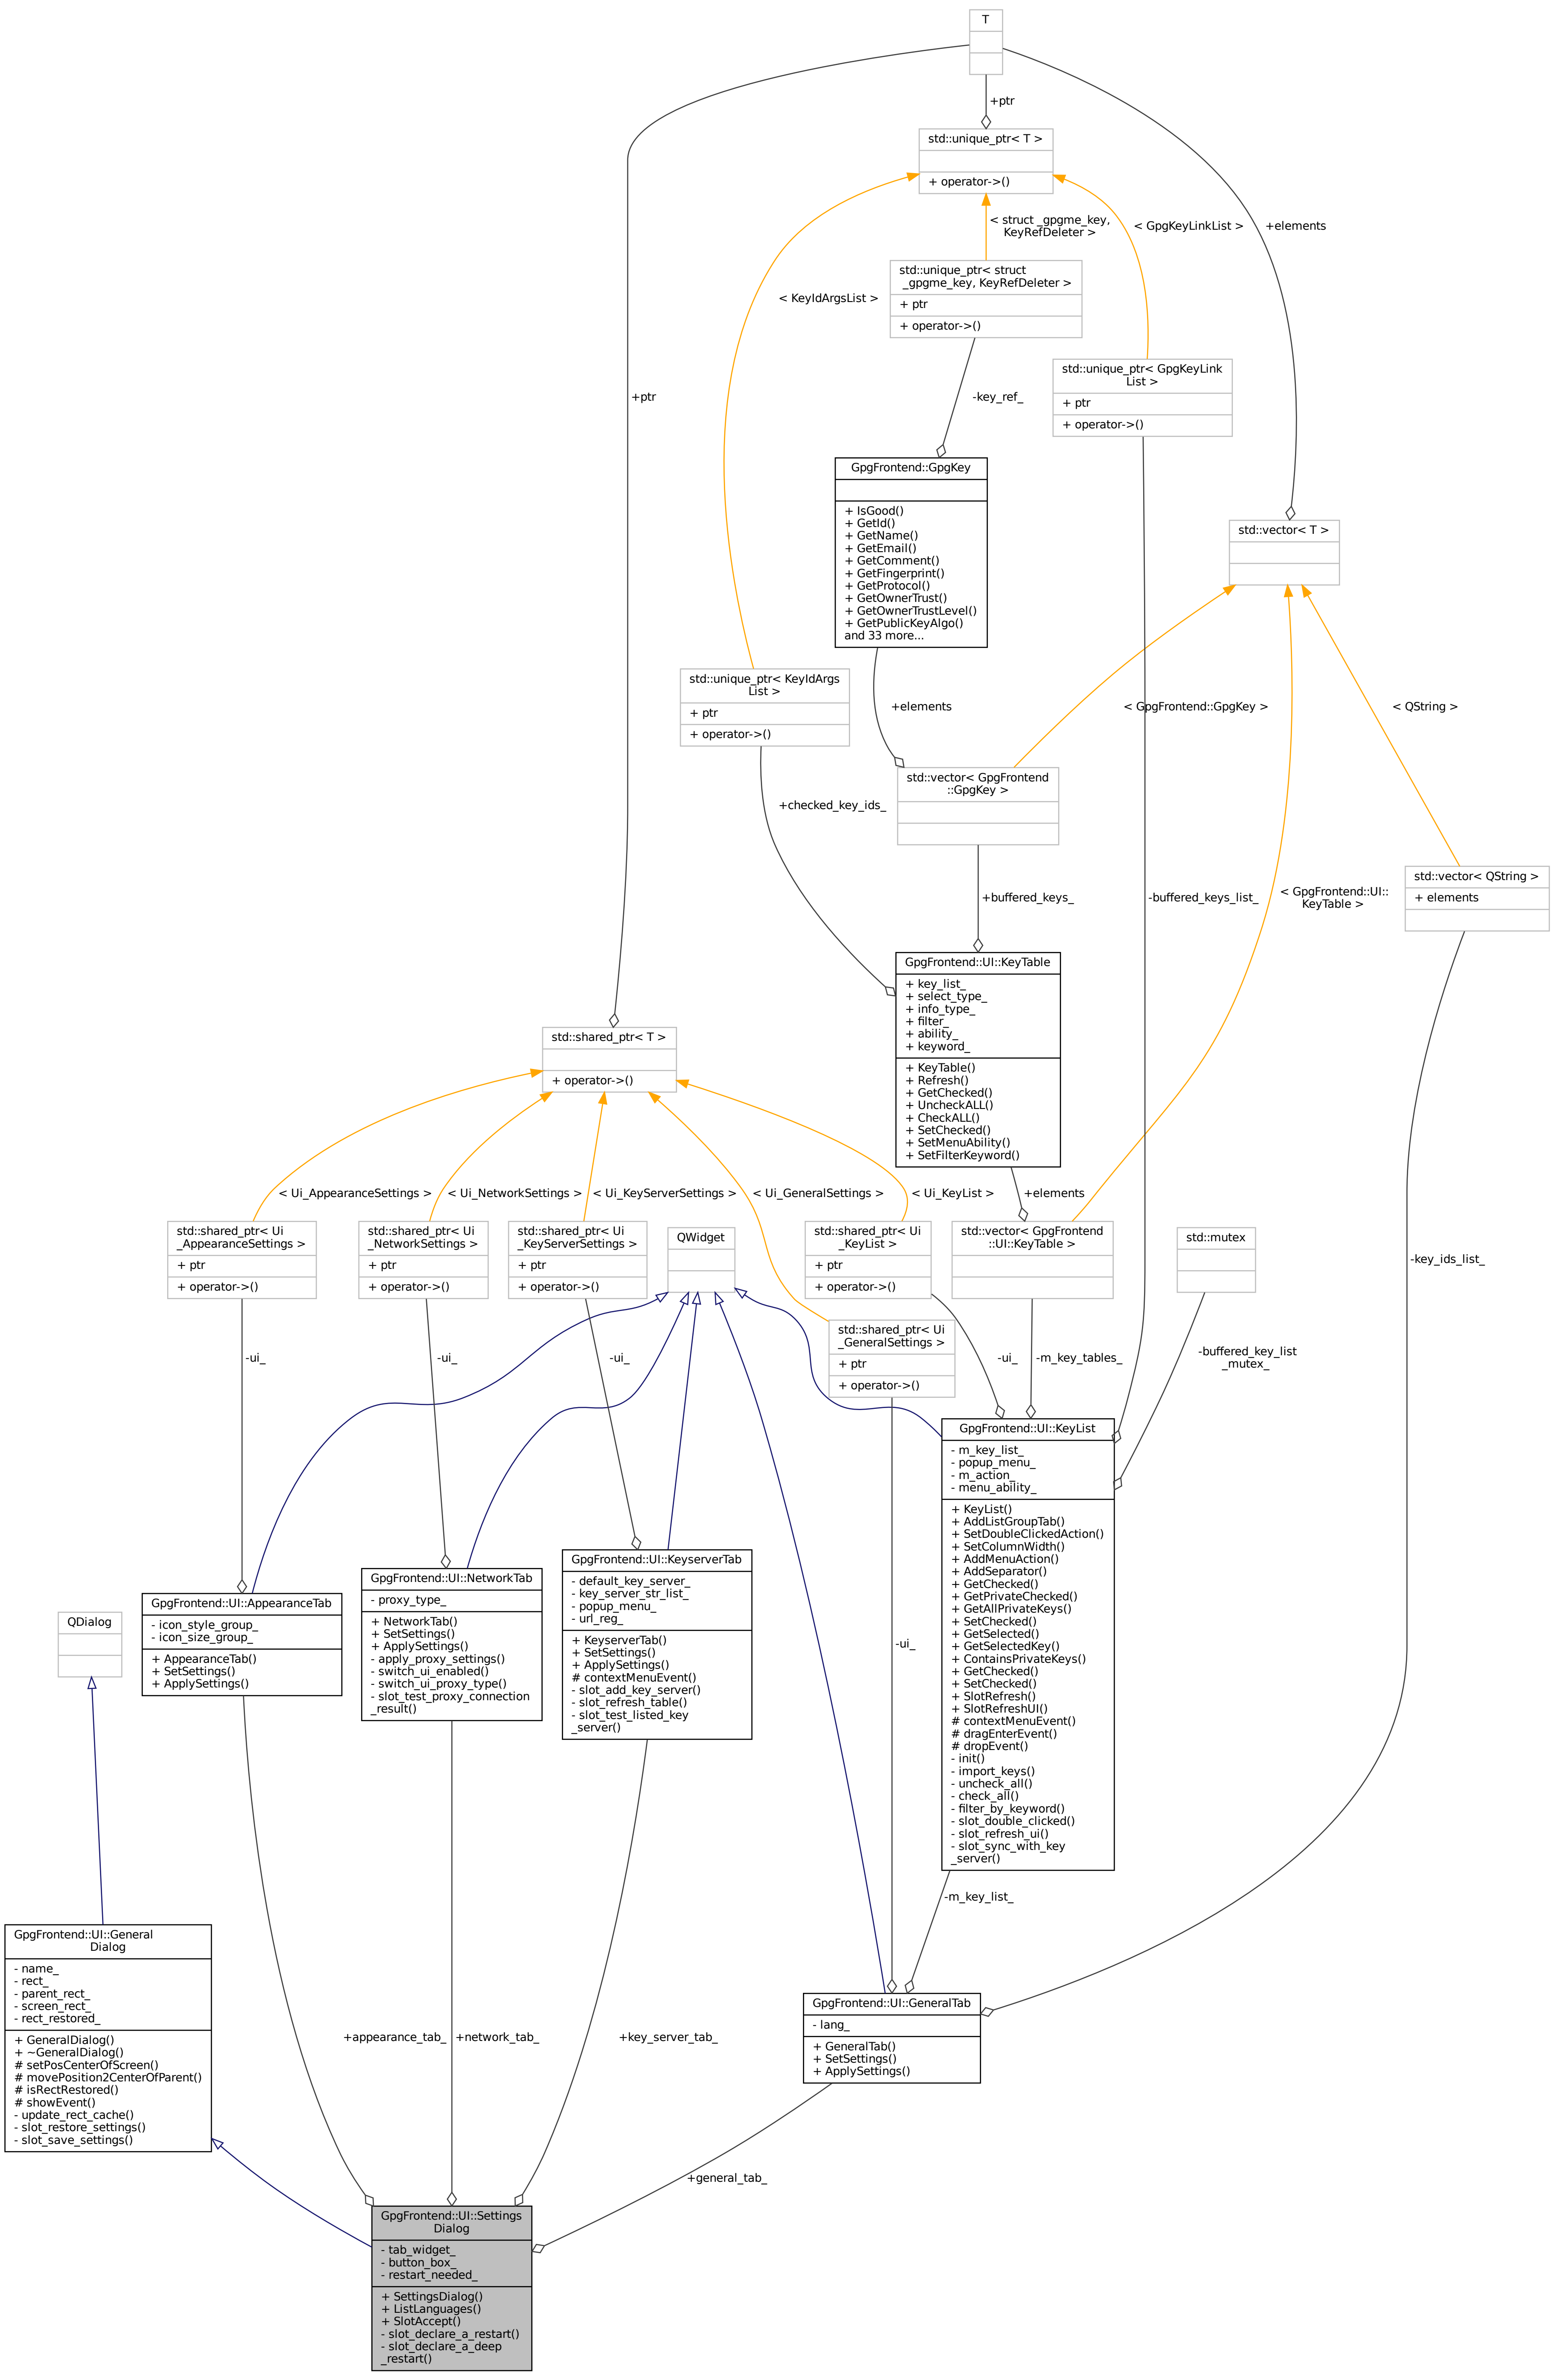 T
+ptr
std::unique_ptr< T >
+ operator->()
< struct _gpgme_key,
KeyRefDeleter >
< GpgKeyLinkList >
+elements
std::unique_ptr< struct
_gpgme_key, KeyRefDeleter >
+ ptr
+ operator->()
< KeyIdArgsList >
std::unique_ptr< GpgKeyLink
List >
+ ptr
+ operator->()
+ptr
-key_ref_
GpgFrontend::GpgKey
+ IsGood()
+ GetId()
+ GetName()
+ GetEmail()
+ GetComment()
+ GetFingerprint()
+ GetProtocol()
+ GetOwnerTrust()
+ GetOwnerTrustLevel()
+ GetPublicKeyAlgo()
and 33 more...
std::vector< T >
std::unique_ptr< KeyIdArgs
List >
+ ptr
+ operator->()
+elements
< GpgFrontend::GpgKey >
< QString >
std::vector< GpgFrontend
::GpgKey >
+checked_key_ids_
+buffered_keys_
-buffered_keys_list_
< GpgFrontend::UI::
KeyTable >
std::vector< QString >
+ elements
GpgFrontend::UI::KeyTable
+ key_list_
+ select_type_
+ info_type_
+ filter_
+ ability_
+ keyword_
+ KeyTable()
+ Refresh()
+ GetChecked()
+ UncheckALL()
+ CheckALL()
+ SetChecked()
+ SetMenuAbility()
+ SetFilterKeyword()
std::shared_ptr< T >
+ operator->()
< Ui_AppearanceSettings >
< Ui_NetworkSettings >
< Ui_KeyServerSettings >
< Ui_GeneralSettings >
< Ui_KeyList >
+elements
std::shared_ptr< Ui
_AppearanceSettings >
+ ptr
+ operator->()
std::shared_ptr< Ui
_NetworkSettings >
+ ptr
+ operator->()
std::shared_ptr< Ui
_KeyServerSettings >
+ ptr
+ operator->()
QWidget
std::shared_ptr< Ui
_KeyList >
+ ptr
+ operator->()
std::vector< GpgFrontend
::UI::KeyTable >
std::mutex
-key_ids_list_
std::shared_ptr< Ui
_GeneralSettings >
+ ptr
+ operator->()
-ui_
-ui_
-ui_
-ui_
-m_key_tables_
-buffered_key_list
_mutex_
GpgFrontend::UI::KeyList
- m_key_list_
- popup_menu_
- m_action_
- menu_ability_
+ KeyList()
+ AddListGroupTab()
+ SetDoubleClickedAction()
+ SetColumnWidth()
+ AddMenuAction()
+ AddSeparator()
+ GetChecked()
+ GetPrivateChecked()
+ GetAllPrivateKeys()
+ SetChecked()
+ GetSelected()
+ GetSelectedKey()
+ ContainsPrivateKeys()
+ GetChecked()
+ SetChecked()
+ SlotRefresh()
+ SlotRefreshUI()
# contextMenuEvent()
# dragEnterEvent()
# dropEvent()
- init()
- import_keys()
- uncheck_all()
- check_all()
- filter_by_keyword()
- slot_double_clicked()
- slot_refresh_ui()
- slot_sync_with_key
_server()
QDialog
GpgFrontend::UI::AppearanceTab
- icon_style_group_
- icon_size_group_
+ AppearanceTab()
+ SetSettings()
+ ApplySettings()
GpgFrontend::UI::NetworkTab
- proxy_type_
+ NetworkTab()
+ SetSettings()
+ ApplySettings()
- apply_proxy_settings()
- switch_ui_enabled()
- switch_ui_proxy_type()
- slot_test_proxy_connection
_result()
GpgFrontend::UI::KeyserverTab
- default_key_server_
- key_server_str_list_
- popup_menu_
- url_reg_
+ KeyserverTab()
+ SetSettings()
+ ApplySettings()
# contextMenuEvent()
- slot_add_key_server()
- slot_refresh_table()
- slot_test_listed_key
_server()
-ui_
-m_key_list_
GpgFrontend::UI::General
Dialog
- name_
- rect_
- parent_rect_
- screen_rect_
- rect_restored_
+ GeneralDialog()
+ ~GeneralDialog()
# setPosCenterOfScreen()
# movePosition2CenterOfParent()
# isRectRestored()
# showEvent()
- update_rect_cache()
- slot_restore_settings()
- slot_save_settings()
GpgFrontend::UI::GeneralTab
- lang_
+ GeneralTab()
+ SetSettings()
+ ApplySettings()
+appearance_tab_
+network_tab_
+key_server_tab_
+general_tab_
GpgFrontend::UI::Settings
Dialog
- tab_widget_
- button_box_
- restart_needed_
+ SettingsDialog()
+ ListLanguages()
+ SlotAccept()
- slot_declare_a_restart()
- slot_declare_a_deep
_restart()